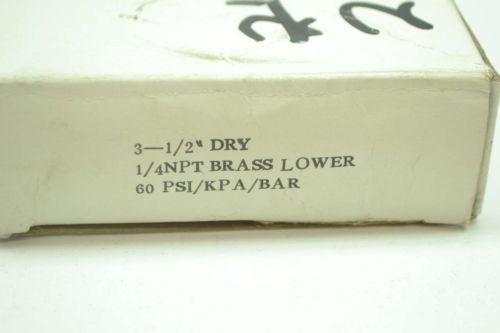 3—1/2" DRY
1/4NPT BRASS LOWER
60 PSI/KPA/BAR